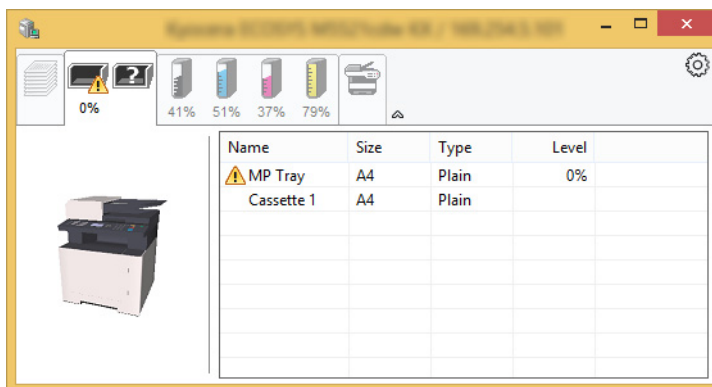 ?
0%
41% 51% 37% 79%
Name Size Type Level
MP Tray A4 Plain 0%
Cassette 1 A4 Plain